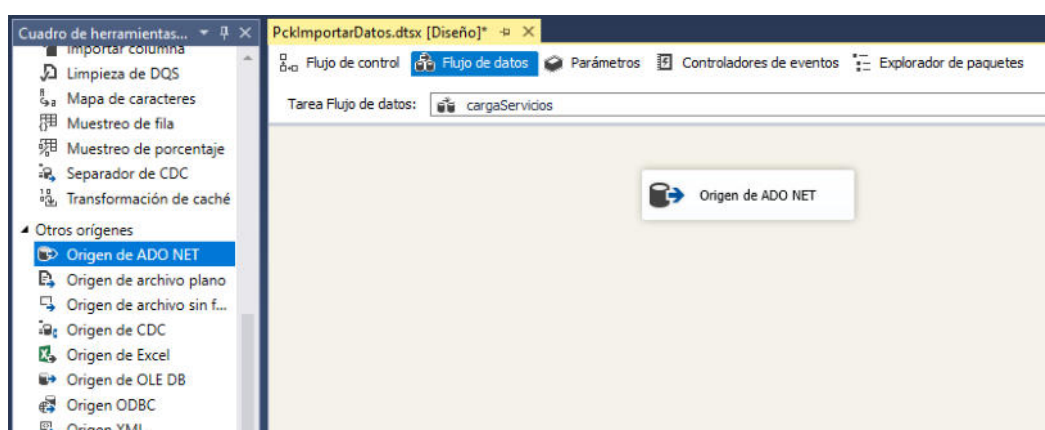 Cuadro de herramientas...
PckImportarDatos.dtsx [Diseño]*
Importar columna
Limpieza de DQS
Mapa de caracteres
Muestreo de fila
Muestreo de porcentaje
Separador de CDC
Transformación de caché
Otros orígenes
Origen de ADO NET
Origen de archivo plano
Origen de archivo sin f...
Origen de CDC
Origen de Excel
Origen de OLE DB
Origen ODBC
Origen XML
Flujo de control
Flujo de datos
Parámetros
Controladores de eventos
Explorador de paquetes
Tarea Flujo de datos:
cargaServicios
Origen de ADO NET